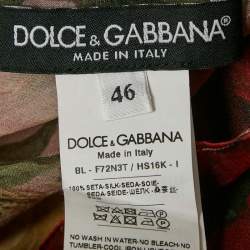 DOLCE & GABBANA®
MADE IN ITALY
46
DOLCE & GABBANA
MADE IN ITALY
BL - F72N3T / HS16K - I
100% SETA-SILK-SEDA-SOIE-
SEDA-SEIDE-ШЕЛК-
NO WASH IN WATER-NO BLEACH-NO
TUMBLER-COOL IRON